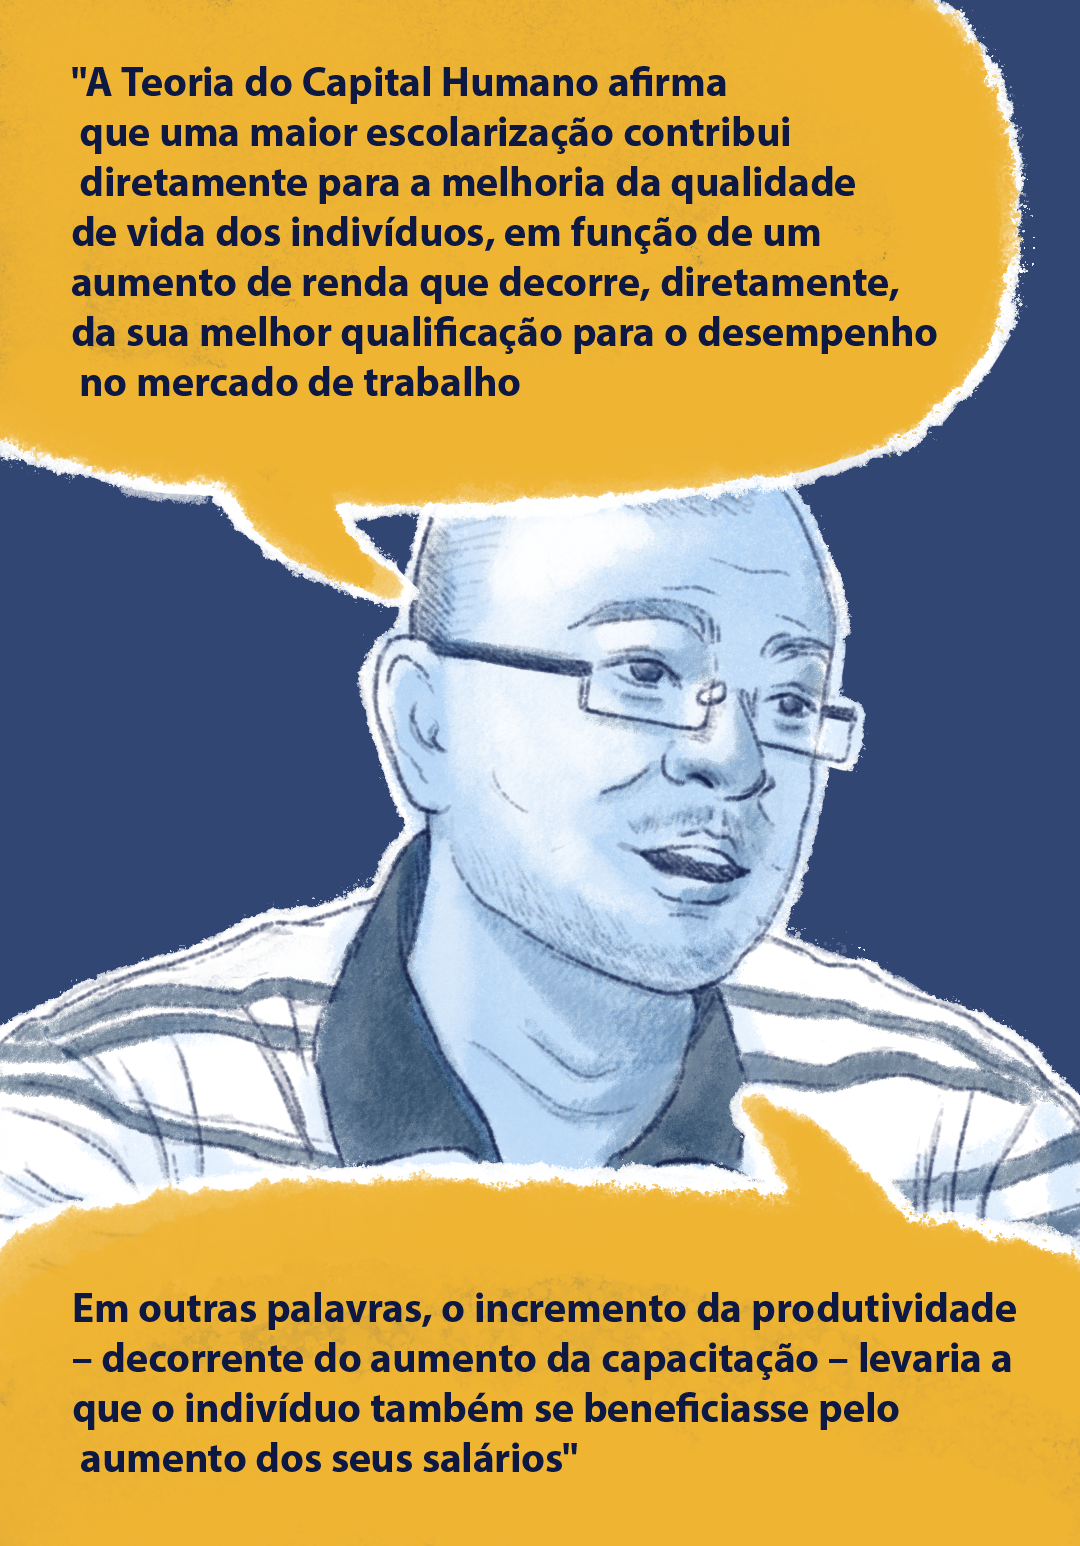 "A Teoria do Capital Humano afirma
que uma maior escolarização contribui
diretamente para a melhoria da qualidade
de vida dos indivíduos, em função de um
aumento de renda que decorre, diretamente,
da sua melhor qualificação para o desempenho
no mercado de trabalho
Em outras palavras, o incremento da produtividade
– decorrente do aumento da capacitação – levaria a
que o indivíduo também se beneficiasse pelo
aumento dos seus salários"